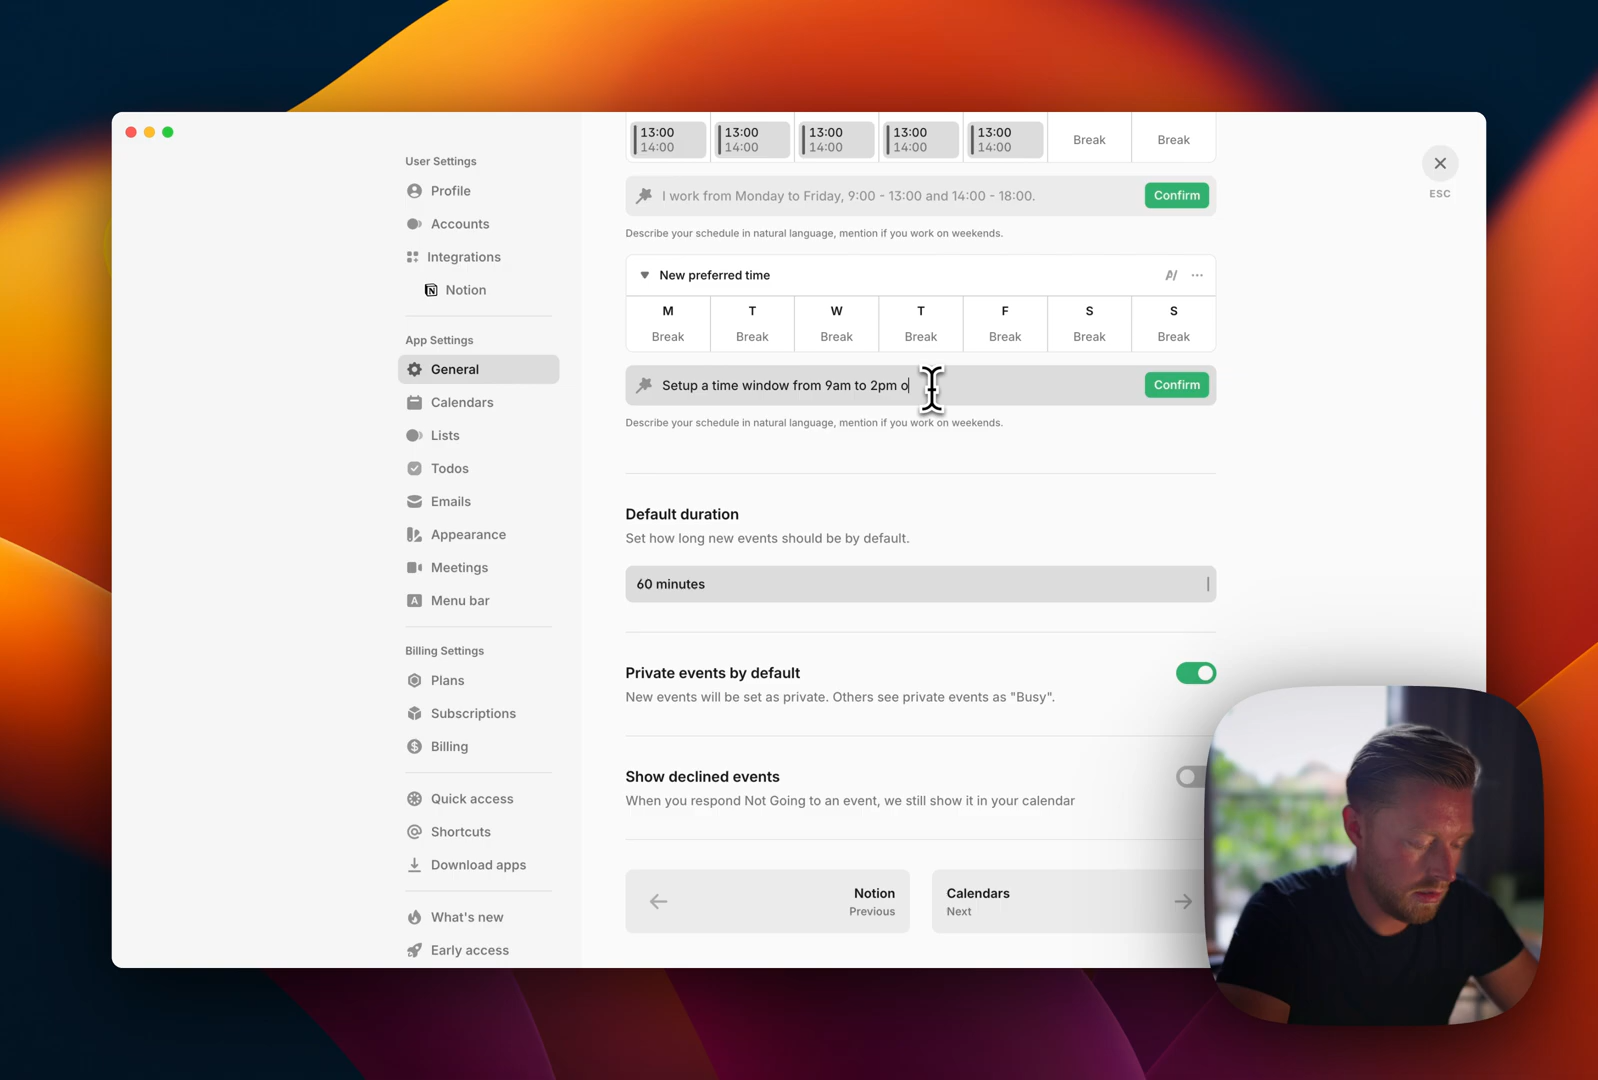 User Settings
Profile
Accounts
Integrations
Notion
App Settings
General
Calendars
Lists
Todos
Emails
Appearance
Meetings
Menu bar
Billing Settings
Plans
Subscriptions
Billing
Quick access
Shortcuts
Download apps
What's new
Early access
13:00 13:00 13:00 13:00 13:00 Break Break
14:00 14:00 14:00 14:00 14:00
I work from Monday to Friday, 9:00 - 13:00 and 14:00 - 18:00. Confirm
Describe your schedule in natural language, mention if you work on weekends.
New preferred time AI ...
M T W T F S S
Break Break Break Break Break Break Break
Setup a time window from 9am to 2pm o Confirm
Describe your schedule in natural language, mention if you work on weekends.
Default duration
Set how long new events should be by default.
60 minutes
Private events by default
New events will be set as private. Others see private events as "Busy".
Show declined events
When you respond Not Going to an event, we still show it in your calendar
Notion
Previous
Calendars
Next
ESC